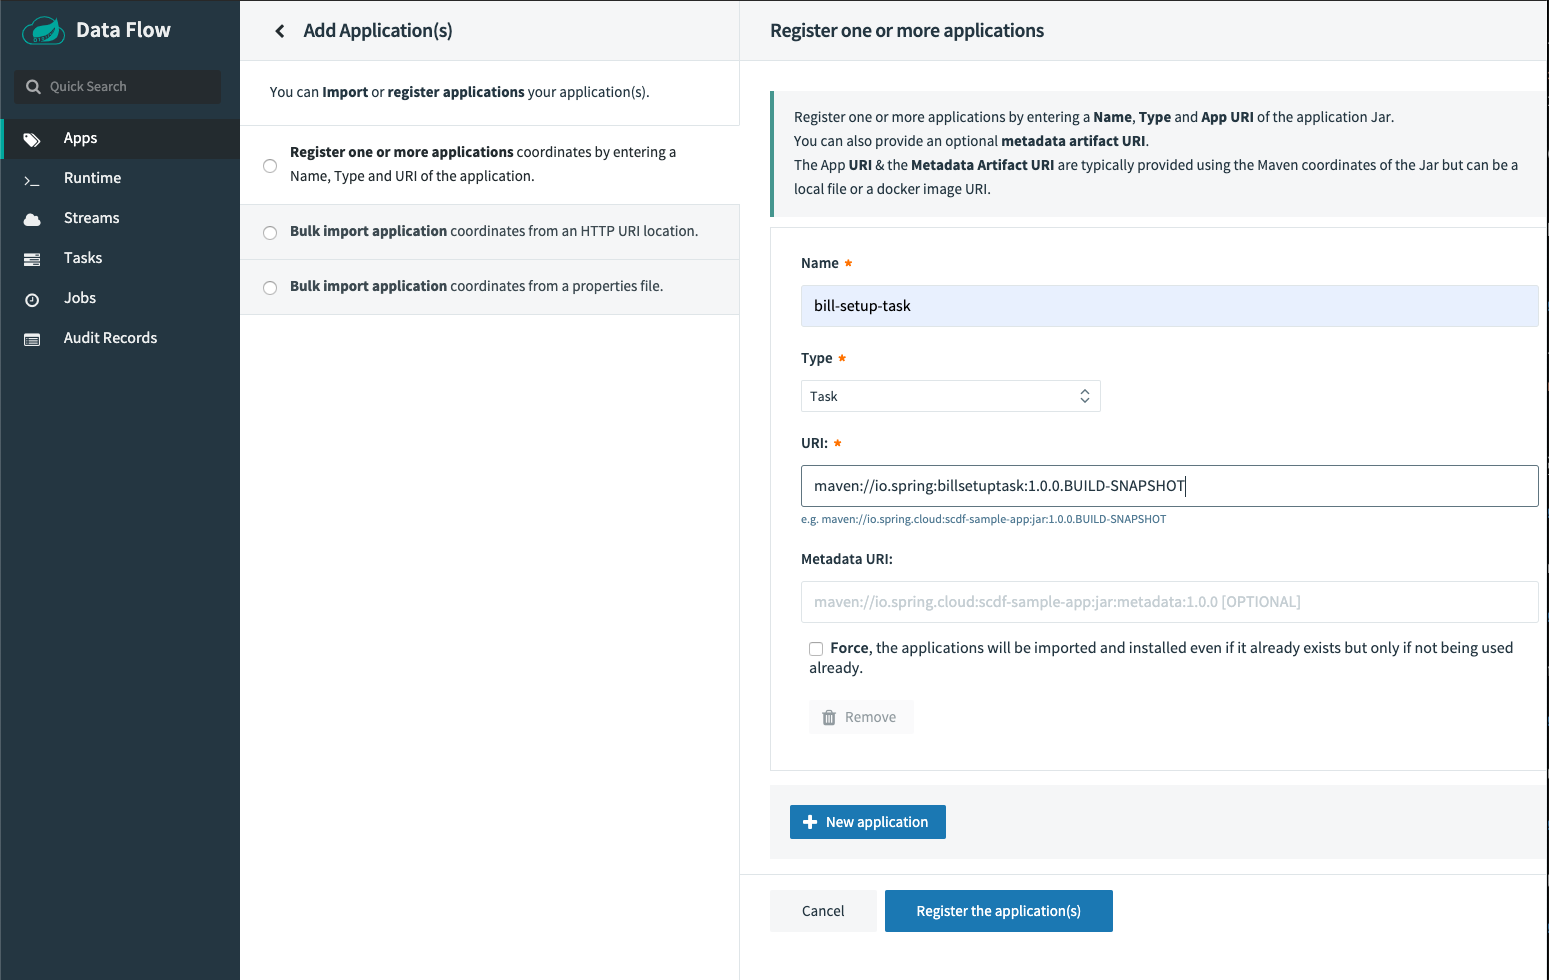 Data Flow
Quick Search
Apps
Runtime
Streams
Tasks
Jobs
Audit Records
Add Application(s)
You can Import or register applications your application(s).
Register one or more applications coordinates by entering a
Name, Type and URI of the application.
Bulk import application coordinates from an HTTP URI location.
Bulk import application coordinates from a properties file.
Register one or more applications
Register one or more applications by entering a Name, Type and App URI of the application Jar.
You can also provide an optional metadata artifact URI.
The App URI & the Metadata Artifact URI are typically provided using the Maven coordinates of the Jar but can be a
local file or a docker image URI.
Name *
bill-setup-task
Type *
Task
URI: *
maven://io.spring:billsetuptask:1.0.0.BUILD-SNAPSHOT
e.g. maven://io.spring.cloud:scdf-sample-app:jar:1.0.0.BUILD-SNAPSHOT
Metadata URI:
maven://io.spring.cloud:scdf-sample-app:jar:metadata:1.0.0 [OPTIONAL]
Force, the applications will be imported and installed even if it already exists but only if not being used
already.
Remove
New application
Cancel
Register the application(s)